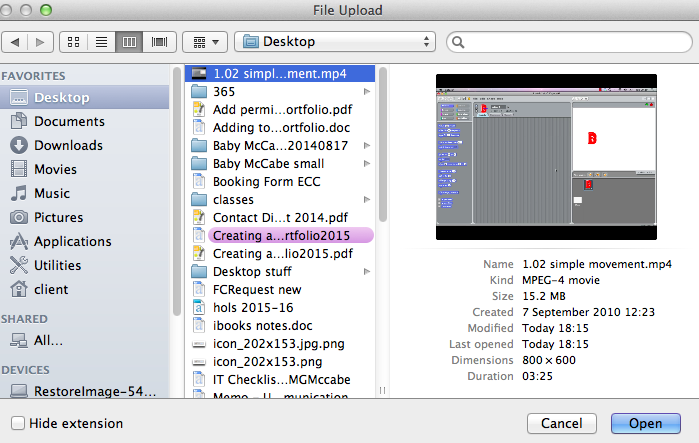 File Upload
Desktop
FAVORITES
Desktop
Documents
Downloads
Movies
Music
Pictures
Applications
Utilities
client
SHARED
All...
DEVICES
RestoreImage-54...
1.02 simpl...ment.mp4
365
Add permi...ortfolio.pdf
Adding to...ortfolio.doc
Baby McCa...20140817
Baby McCabe small
Booking Form ECC
classes
Contact Di...t 2014.pdf
Creating a...rtfolio2015
Creating a...lio2015.pdf
Desktop stuff
FCRequest new
hols 2015-16
ibooks notes.doc
icon_202x153.jpg.png
icon_202x153.png
IT Checklis...MGMccabe
Memo - U...munication
Name 1.02 simple movement.mp4
Kind MPEG-4 movie
Size 15.2 MB
Created 7 September 2010 12:23
Modified Today 18:15
Last opened Today 18:15
Dimensions 800 × 600
Duration 03:25
Hide extension
Cancel
Open